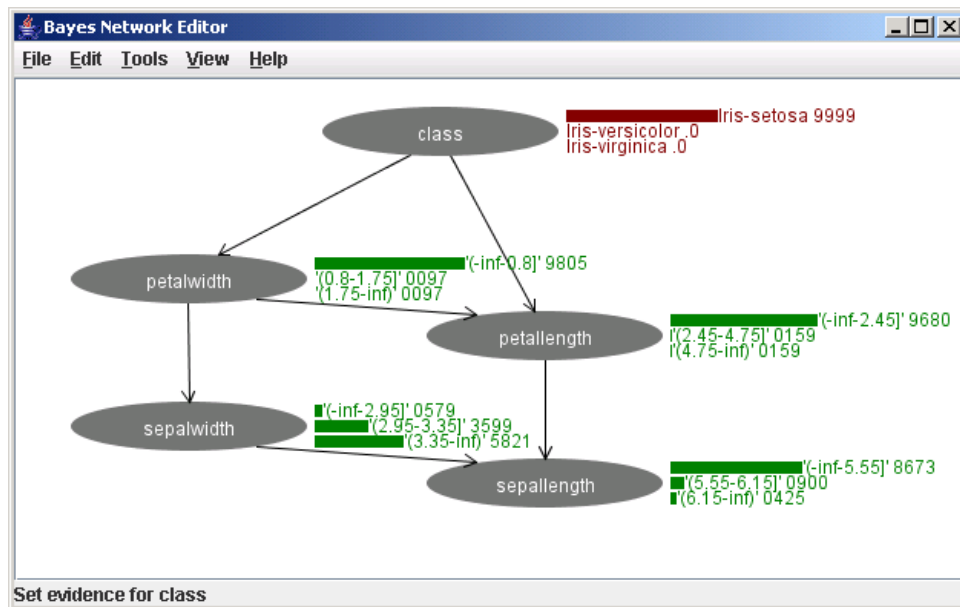 Bayes Network Editor
File Edit Tools View Help
class
Iris-setosa 9999
Iris-versicolor .0
Iris-virginica .0
petalwidth
'(-inf-0.8]' 9805
'(0.8-1.75]' 0097
'(1.75-inf)' 0097
petallength
'(-inf-2.45]' 9680
'(2.45-4.75]' 0159
'(4.75-inf)' 0159
sepalwidth
'(-inf-2.95]' 0579
'(2.95-3.35]' 3599
'(3.35-inf)' 5821
sepallength
'(-inf-5.55]' 8673
'(5.55-6.15]' 0900
'(6.15-inf)' 0425
Set evidence for class